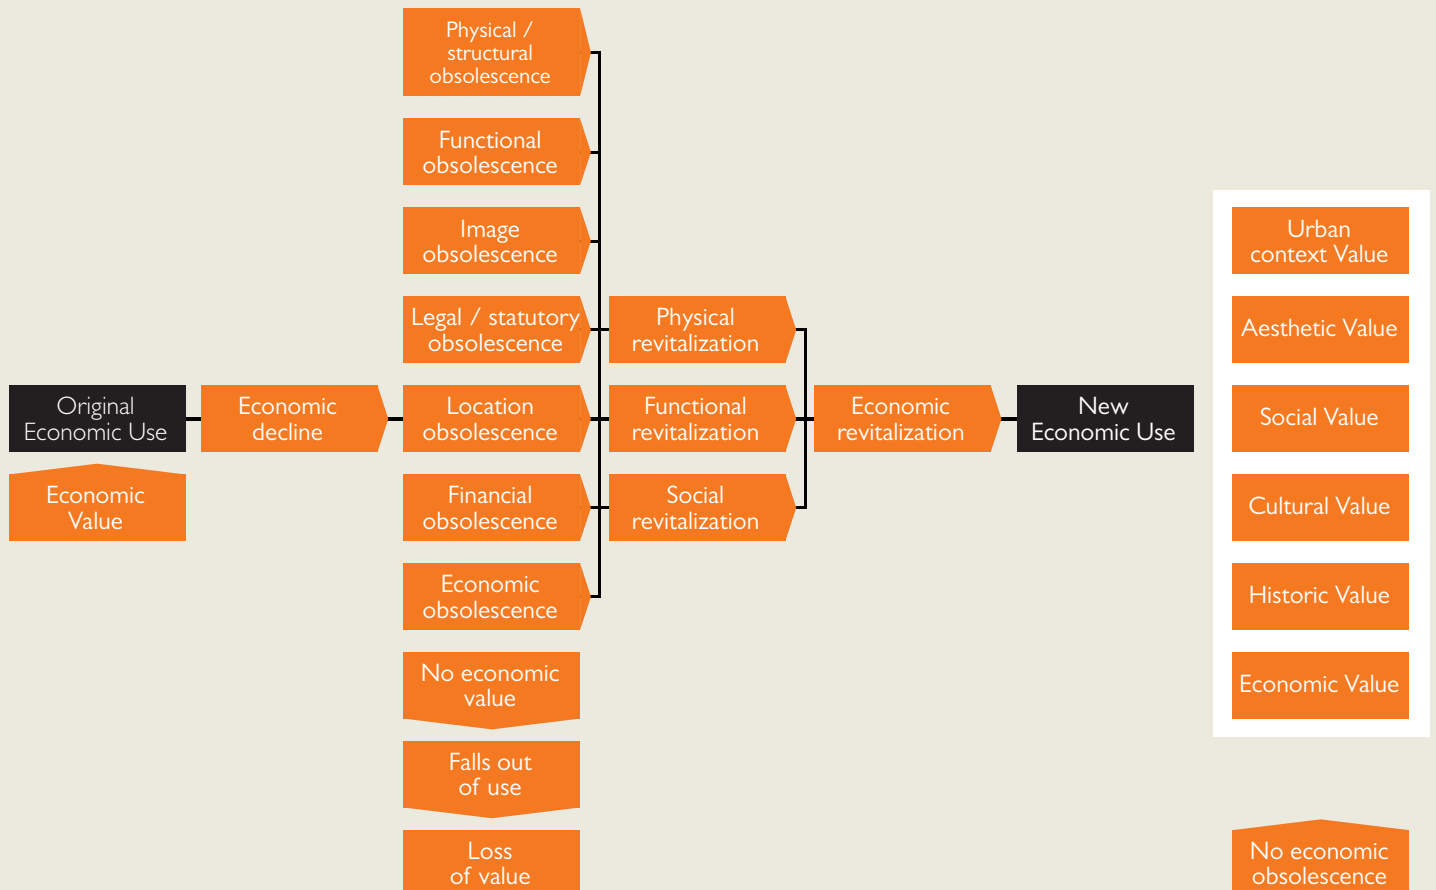 Physical /
structural
obsolescence
Functional
obsolescence
Image
obsolescence
Legal / statutory
obsolescence
Location
obsolescence
Financial
obsolescence
Economic
obsolescence
No economic
value
Falls out
of use
Loss
of value
Original
Economic Use
Economic
Value
Economic
decline
Physical
revitalization
Functional
revitalization
Social
revitalization
Economic
revitalization
New
Economic Use
Urban
context Value
Aesthetic Value
Social Value
Cultural Value
Historic Value
Economic Value
No economic
obsolescence